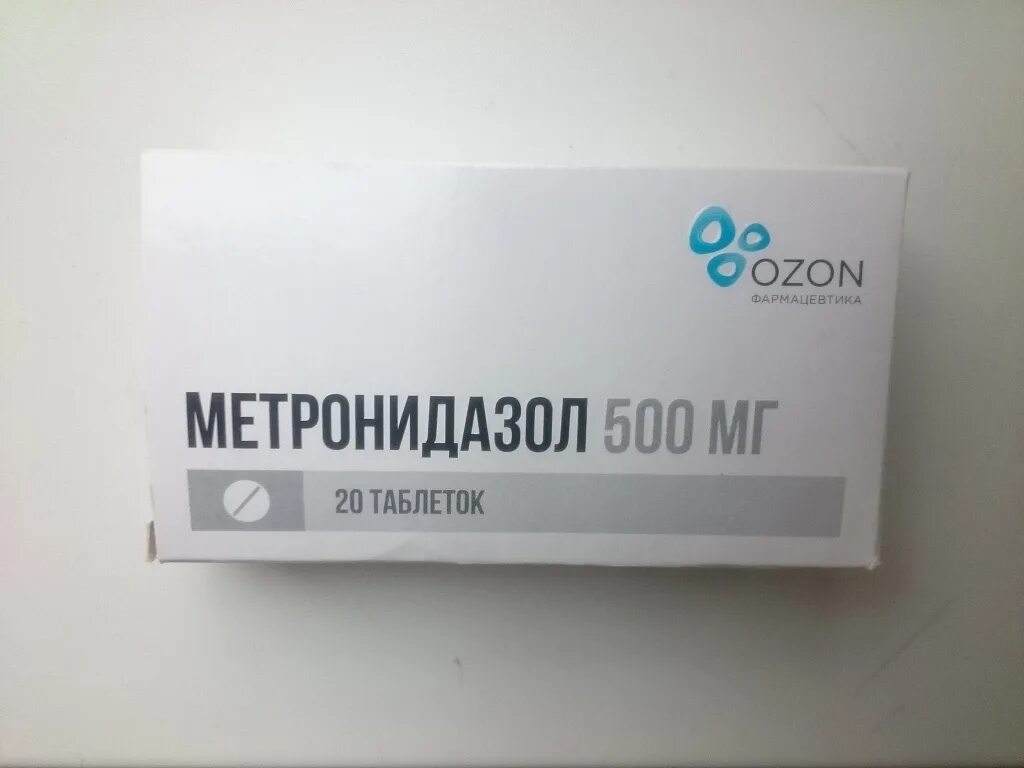 OZON
ФАРМАЦЕВТИКА
МЕТРОНИДАЗОЛ 500 МГ
20 ТАБЛЕТОК